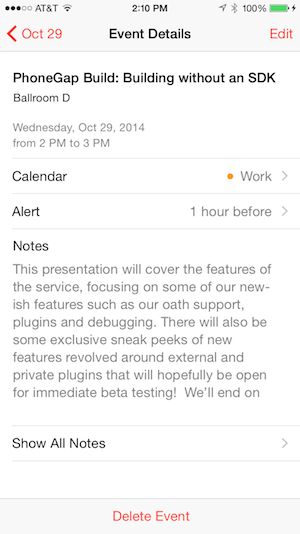 AT&T 2:10 PM 100%
Oct 29 Event Details Edit
PhoneGap Build: Building without an SDK
Ballroom D
Wednesday, Oct 29, 2014
from 2 PM to 3 PM
Calendar Work
Alert 1 hour before
Notes
This presentation will cover the features of
the service, focusing on some of our new-
ish features such as our oath support,
plugins and debugging. There will also be
some exclusive sneak peeks of new
features revolved around external and
private plugins that will hopefully be open
for immediate beta testing!  We'll end on
Show All Notes
Delete Event